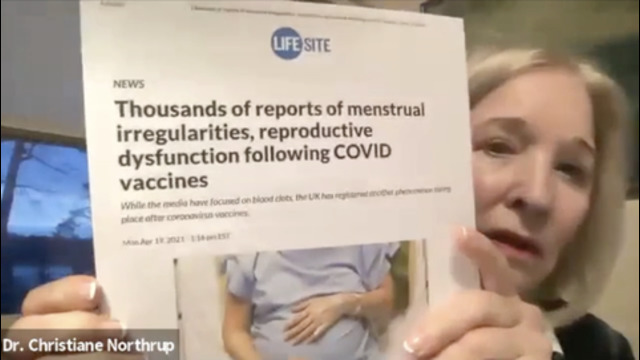 LIFE SITE
NEWS
Thousands of reports of menstrual
irregularities, reproductive
dysfunction following COVID
vaccines
While the media have focused on blood clots, the UK has registered another phenomenon taking
place after coronavirus vaccines.
Mon Apr 19, 2021 - 1:14 pm EST
Dr. Christiane Northrup